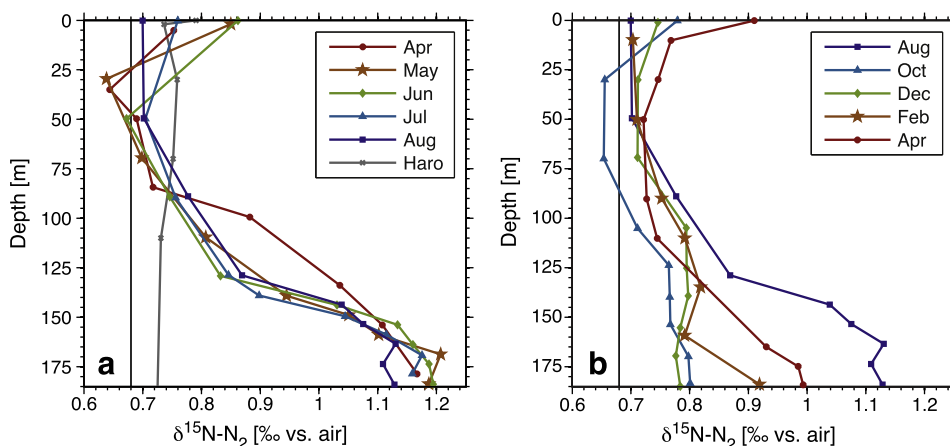 0.6 0.7 0.8 0.9 1 1.1 1.2
0
25
50
75
100
125
150
175
Depth [m]
δ¹⁵N-N₂ [‰ vs. air]
a
Apr
May
Jun
Jul
Aug
Haro
0.6 0.7 0.8 0.9 1 1.1 1.2
0
25
50
75
100
125
150
175
Depth [m]
δ¹⁵N-N₂ [‰ vs. air]
b
Aug
Oct
Dec
Feb
Apr